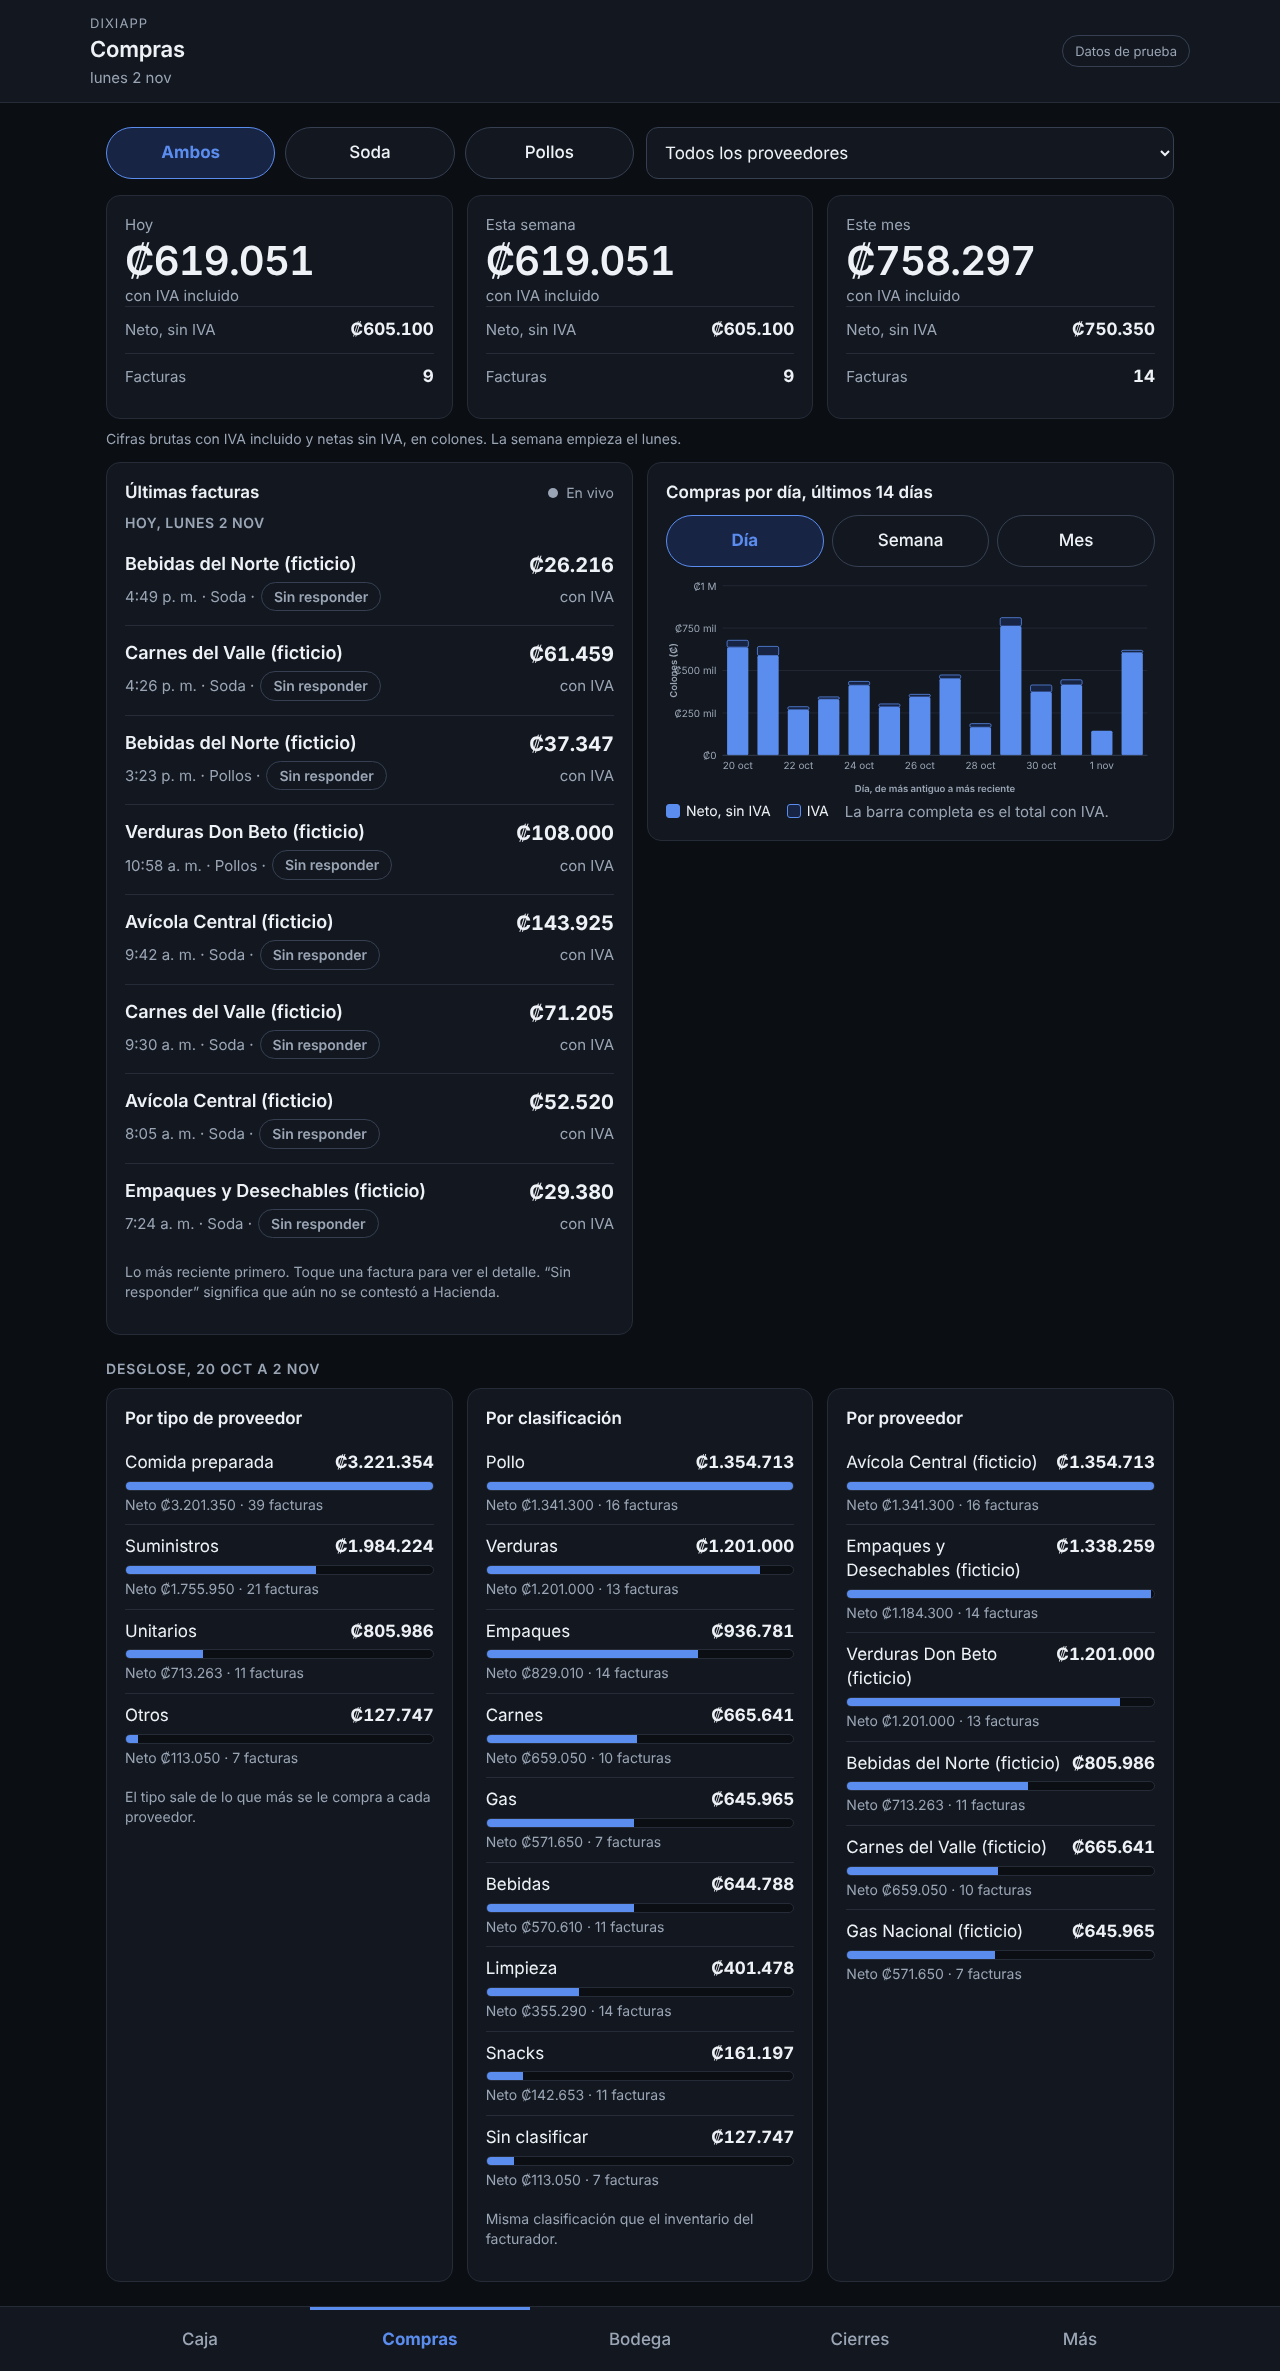 DIXIAPP
Compras
lunes 2 nov
Datos de prueba
Ambos
Soda
Pollos
Todos los proveedores
Hoy
₡619.051
con IVA incluido
Neto, sin IVA ₡605.100
Facturas 9
Esta semana
₡619.051
con IVA incluido
Neto, sin IVA ₡605.100
Facturas 9
Este mes
₡758.297
con IVA incluido
Neto, sin IVA ₡750.350
Facturas 14
Cifras brutas con IVA incluido y netas sin IVA, en colones. La semana empieza el lunes.
Últimas facturas
En vivo
HOY, LUNES 2 NOV
Bebidas del Norte (ficticio) ₡26.216
4:49 p. m. · Soda · Sin responder con IVA
Carnes del Valle (ficticio) ₡61.459
4:26 p. m. · Soda · Sin responder con IVA
Bebidas del Norte (ficticio) ₡37.347
3:23 p. m. · Pollos · Sin responder con IVA
Verduras Don Beto (ficticio) ₡108.000
10:58 a. m. · Pollos · Sin responder con IVA
Avícola Central (ficticio) ₡143.925
9:42 a. m. · Soda · Sin responder con IVA
Carnes del Valle (ficticio) ₡71.205
9:30 a. m. · Soda · Sin responder con IVA
Avícola Central (ficticio) ₡52.520
8:05 a. m. · Soda · Sin responder con IVA
Empaques y Desechables (ficticio) ₡29.380
7:24 a. m. · Soda · Sin responder con IVA
Lo más reciente primero. Toque una factura para ver el detalle. “Sin
responder” significa que aún no se contestó a Hacienda.
Compras por día, últimos 14 días
Día
Semana
Mes
₡1 M
₡750 mil
₡500 mil
₡250 mil
₡0
Colones (₡)
20 oct 22 oct 24 oct 26 oct 28 oct 30 oct 1 nov
Día, de más antiguo a más reciente
Neto, sin IVA IVA La barra completa es el total con IVA.
DESGLOSE, 20 OCT A 2 NOV
Por tipo de proveedor
Comida preparada ₡3.221.354
Neto ₡3.201.350 · 39 facturas
Suministros ₡1.984.224
Neto ₡1.755.950 · 21 facturas
Unitarios ₡805.986
Neto ₡713.263 · 11 facturas
Otros ₡127.747
Neto ₡113.050 · 7 facturas
El tipo sale de lo que más se le compra a cada
proveedor.
Por clasificación
Pollo ₡1.354.713
Neto ₡1.341.300 · 16 facturas
Verduras ₡1.201.000
Neto ₡1.201.000 · 13 facturas
Empaques ₡936.781
Neto ₡829.010 · 14 facturas
Carnes ₡665.641
Neto ₡659.050 · 10 facturas
Gas ₡645.965
Neto ₡571.650 · 7 facturas
Bebidas ₡644.788
Neto ₡570.610 · 11 facturas
Limpieza ₡401.478
Neto ₡355.290 · 14 facturas
Snacks ₡161.197
Neto ₡142.653 · 11 facturas
Sin clasificar ₡127.747
Neto ₡113.050 · 7 facturas
Misma clasificación que el inventario del
facturador.
Por proveedor
Avícola Central (ficticio) ₡1.354.713
Neto ₡1.341.300 · 16 facturas
Empaques y ₡1.338.259
Desechables (ficticio)
Neto ₡1.184.300 · 14 facturas
Verduras Don Beto ₡1.201.000
(ficticio)
Neto ₡1.201.000 · 13 facturas
Bebidas del Norte (ficticio) ₡805.986
Neto ₡713.263 · 11 facturas
Carnes del Valle (ficticio) ₡665.641
Neto ₡659.050 · 10 facturas
Gas Nacional (ficticio) ₡645.965
Neto ₡571.650 · 7 facturas
Caja
Compras
Bodega
Cierres
Más